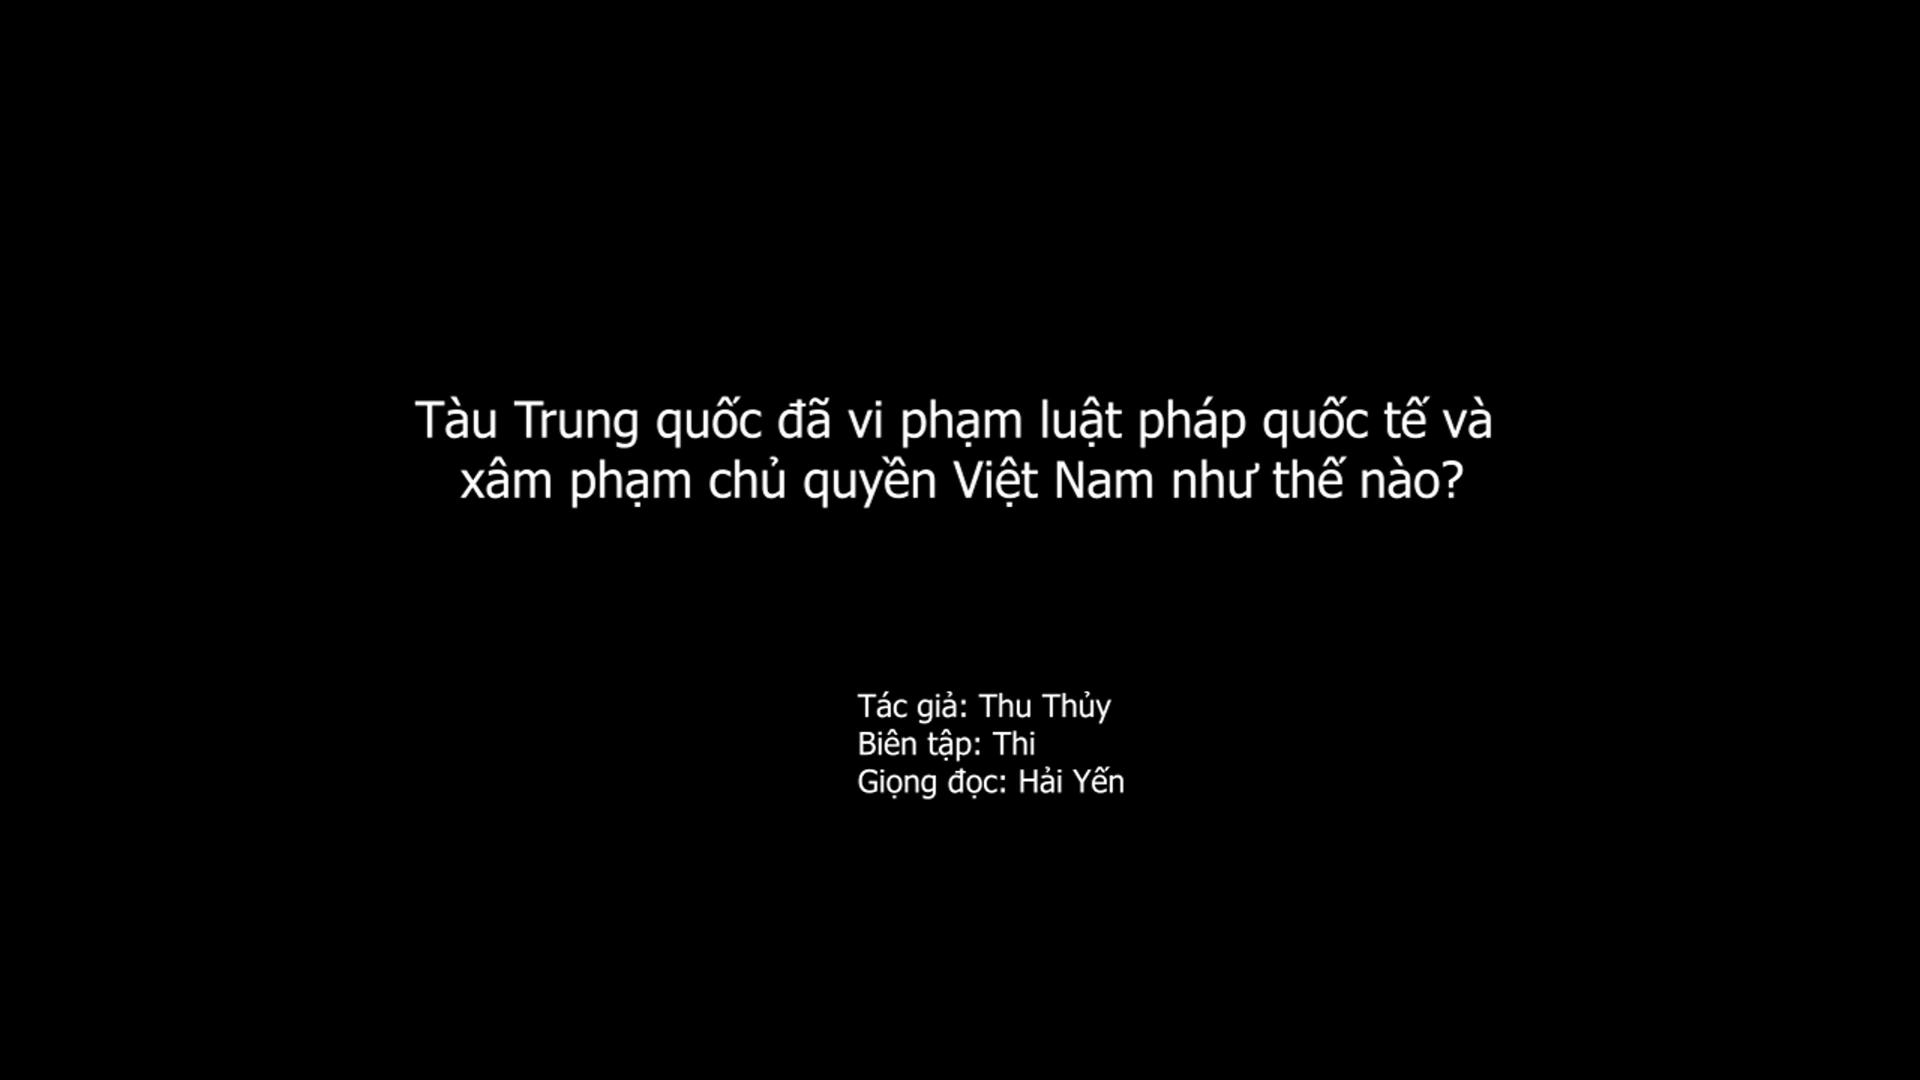 Tàu Trung quốc đã vi phạm luật pháp quốc tế và
xâm phạm chủ quyền Việt Nam như thế nào?
Tác giả: Thu Thủy
Biên tập: Thi
Giọng đọc: Hải Yến